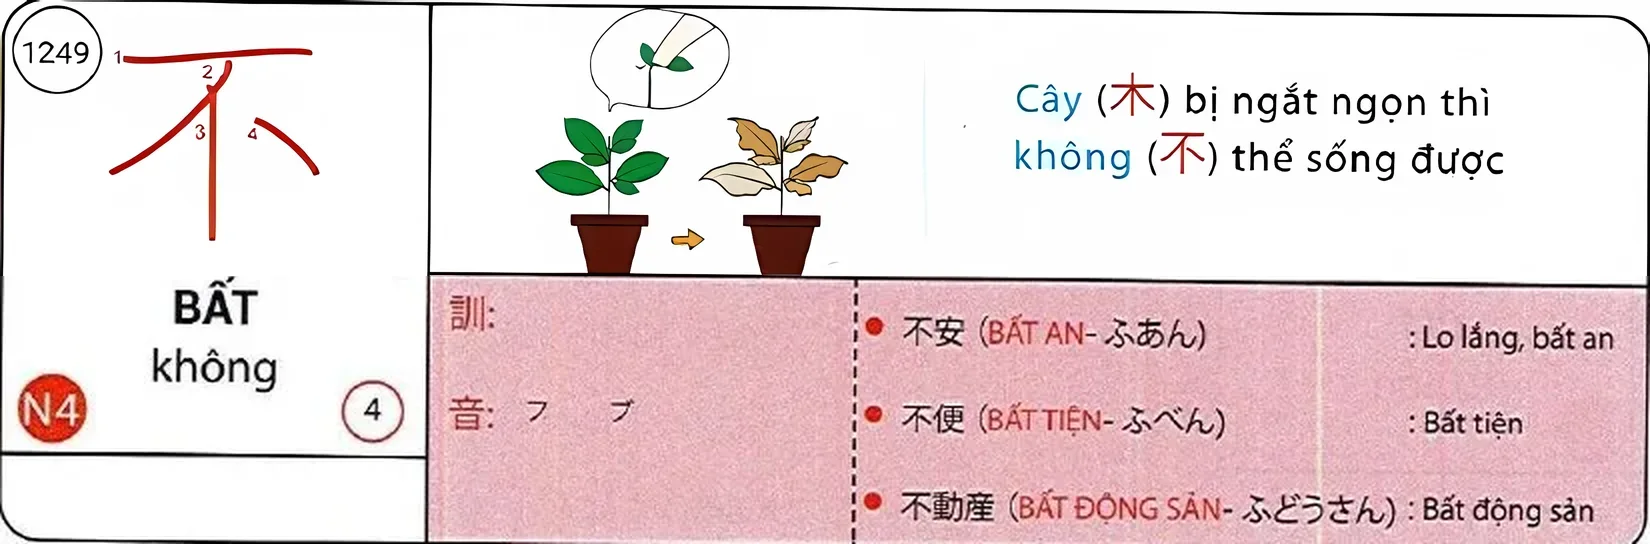 1249
1
2
3
4
不
BẤT
không
N4
4
Cây (木) bị ngắt ngọn thì
không (不) thể sống được
訓:
音: フ ブ
不安 (BẤT AN- ふあん) : Lo lắng, bất an
不便 (BẤT TIỆN- ふべん) : Bất tiện
不動産 (BẤT ĐỘNG SẢN- ふどうさん) : Bất động sản